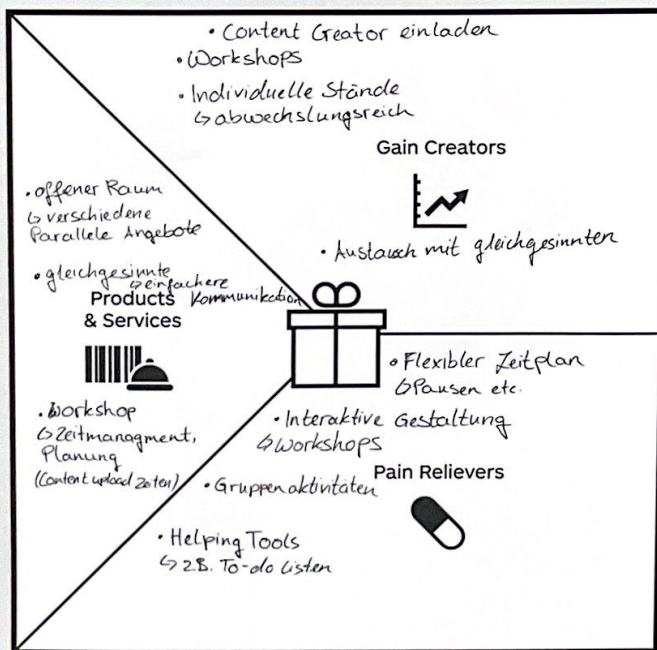 • Content Creator einladen
• Workshops
• Individuelle Stände
↳ abwechslungsreich
Gain Creators
• Austausch mit gleichgesinnten
• offener Raum
↳ verschiedene
Parallele Angebote
• gleichgesinnte
↳ einfachere
Kommunikation
Products
& Services
• Workshop
↳ Zeitmanagment,
Planung
(Content upload Zeiten)
• Flexibler Zeitplan
↳ Pausen etc.
• Interaktive Gestaltung
↳ Workshops
Pain Relievers
• Gruppenaktivitäten
• Helping Tools
↳ z.B. To-do Listen